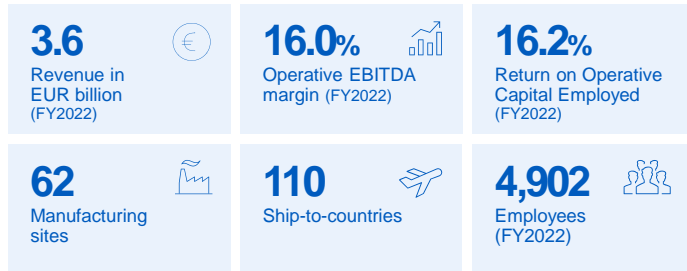 3.6
Revenue in
EUR billion
(FY2022)
16.0%
Operative EBITDA
margin (FY2022)
16.2%
Return on Operative
Capital Employed
(FY2022)
62
Manufacturing
sites
110
Ship-to-countries
4,902
Employees
(FY2022)